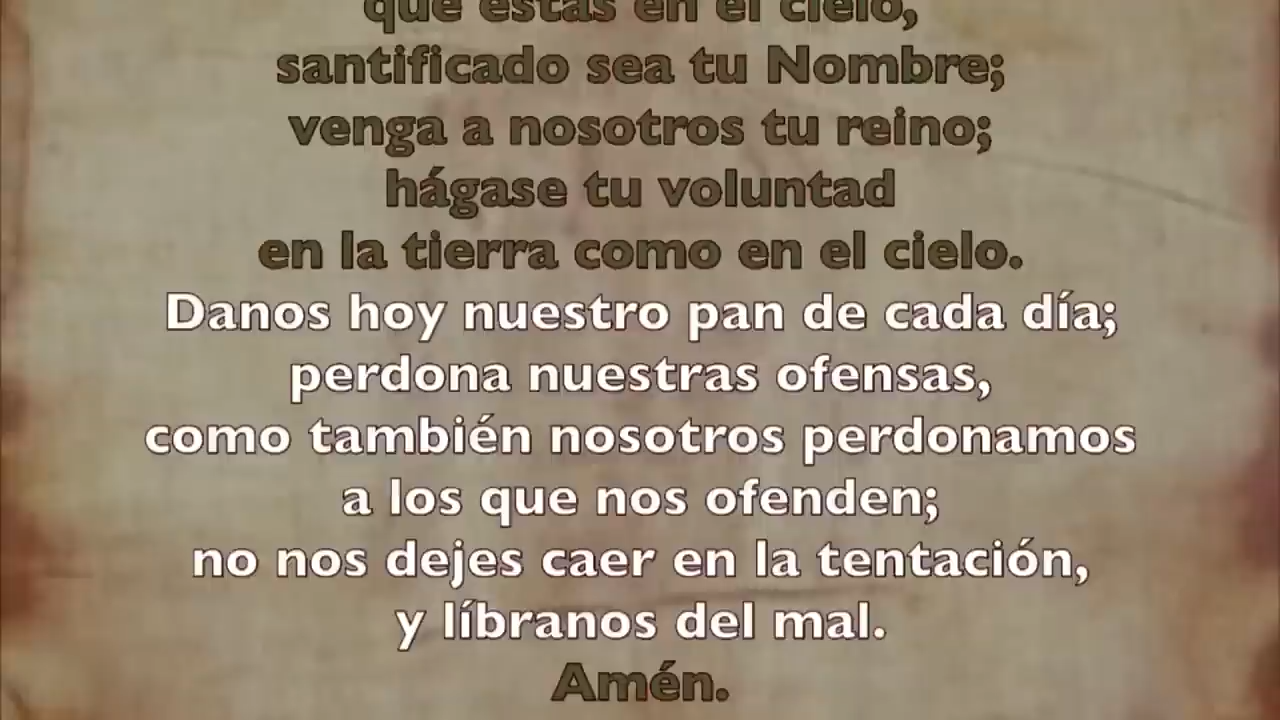 que estás en el cielo,
santificado sea tu Nombre;
venga a nosotros tu reino;
hágase tu voluntad
en la tierra como en el cielo.
Danos hoy nuestro pan de cada día;
perdona nuestras ofensas,
como también nosotros perdonamos
a los que nos ofenden;
no nos dejes caer en la tentación,
y líbranos del mal.
Amén.